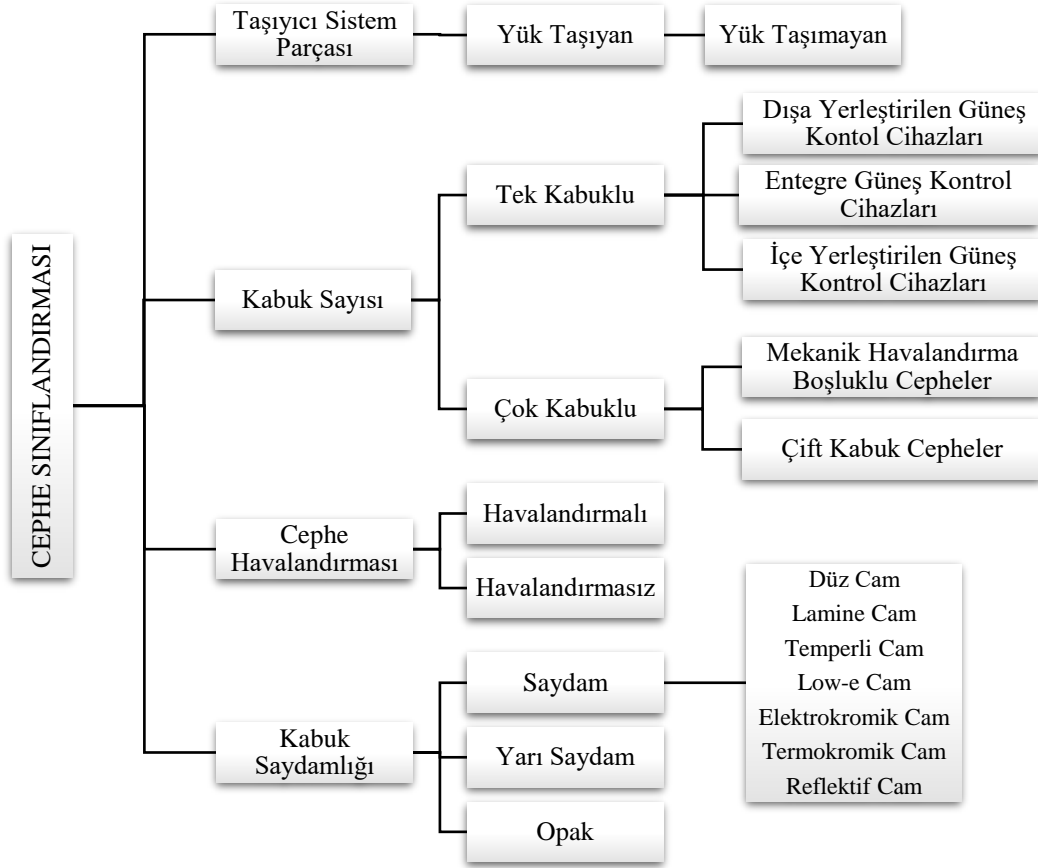 CEPHE SINIFLANDIRMASI
Taşıyıcı Sistem
Parçası
Yük Taşıyan
Yük Taşımayan
Kabuk Sayısı
Tek Kabuklu
Dışa Yerleştirilen Güneş
Kontol Cihazları
Entegre Güneş Kontrol
Cihazları
İçe Yerleştirilen Güneş
Kontrol Cihazları
Çok Kabuklu
Mekanik Havalandırma
Boşluklu Cepheler
Çift Kabuk Cepheler
Cephe
Havalandırması
Havalandırmalı
Havalandırmasız
Kabuk
Saydamlığı
Saydam
Düz Cam
Lamine Cam
Temperli Cam
Low-e Cam
Elektrokromik Cam
Termokromik Cam
Reflektif Cam
Yarı Saydam
Opak